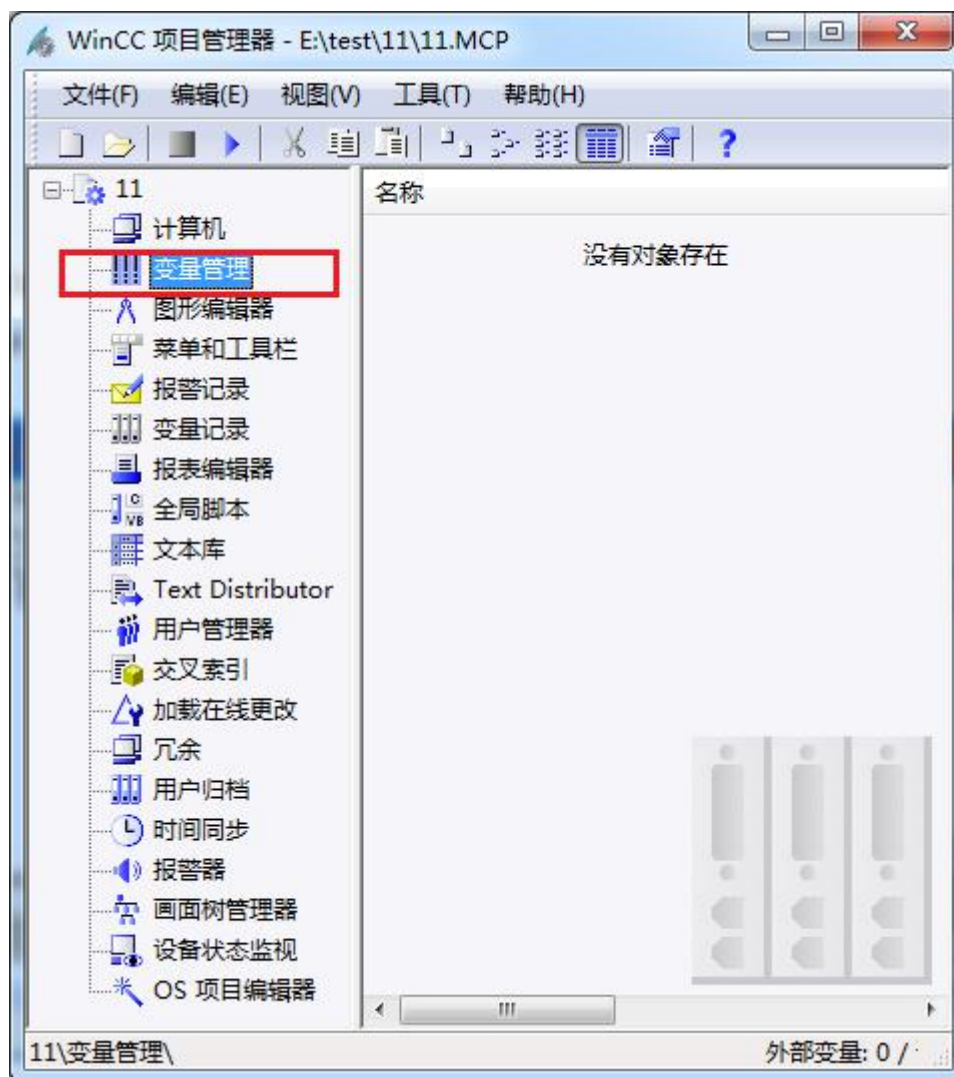 WinCC 项目管理器 - E:\test\11\11.MCP
文件(F) 编辑(E) 视图(V) 工具(T) 帮助(H)
11
计算机
变量管理
图形编辑器
菜单和工具栏
报警记录
变量记录
报表编辑器
全局脚本
文本库
Text Distributor
用户管理器
交叉索引
加载在线更改
冗余
用户归档
时间同步
报警器
画面树管理器
设备状态监视
OS 项目编辑器
名称
没有对象存在
11\变量管理\
外部变量: 0 /